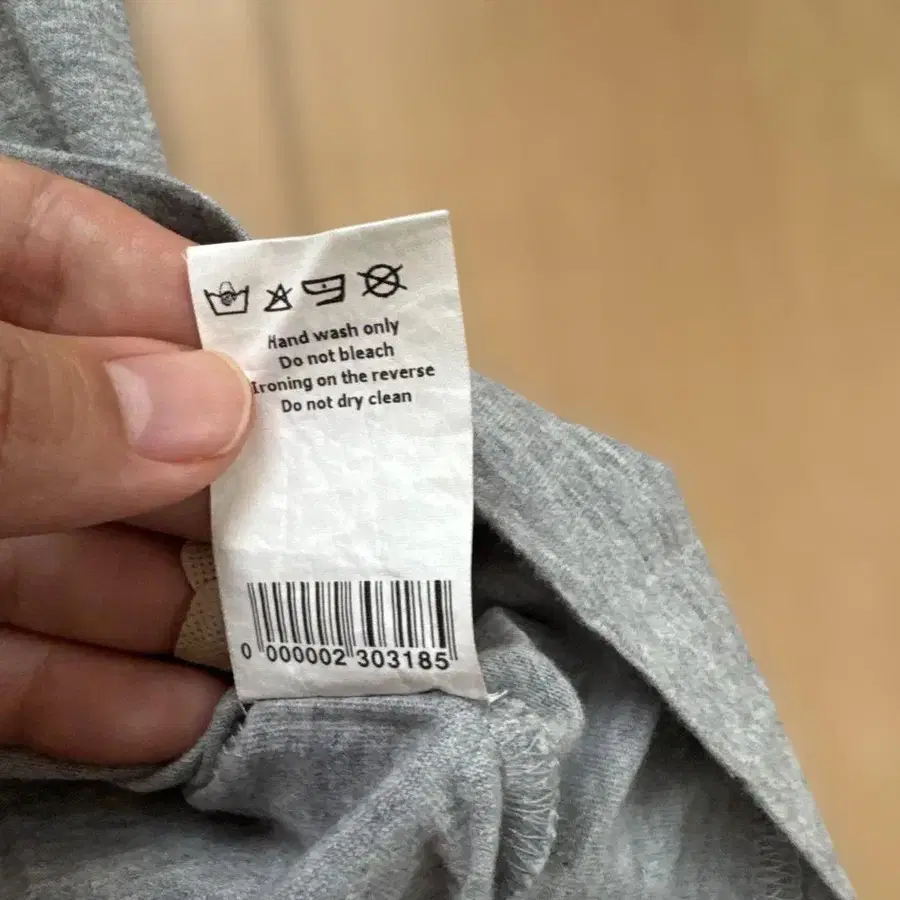 Hand wash only
Do not bleach
Ironing on the reverse
Do not dry clean
0 000002 303185